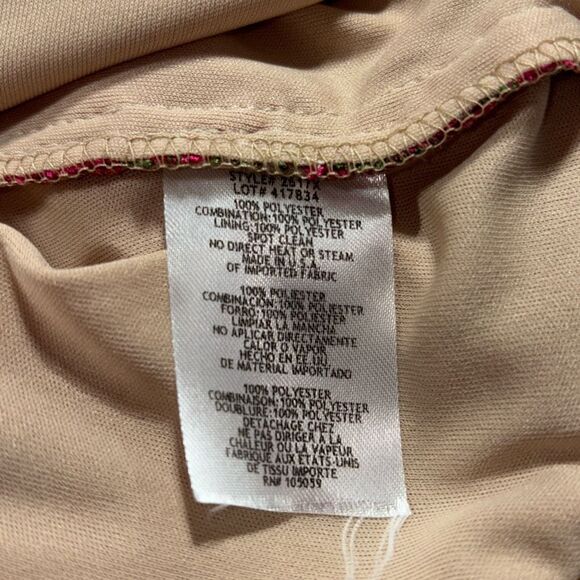 STYLE# 2617X
LOT# 417834
100% POLYESTER
COMBINATION: 100% POLYESTER
LINING: 100% POLYESTER
SPOT CLEAN
NO DIRECT HEAT OR STEAM
MADE IN U.S.A.
OF IMPORTED FABRIC
100% POLIESTER
COMBINACION: 100% POLYESTER
FORRO: 100% POLYESTER
LIMPIAR LA MANCHA
NO APLICAR DIRECTAMENTE
CALOR O VAPOR
HECHO EN EE.UU
DE MATERIAL IMPORTADO
100% POLYESTER
COMBINAISON: 100% POLYESTER
DOUBLURE: 100% POLYESTER
DETACHAGE CHEZ
NE PAS DIRIGER A LA
CHALEUR OU LA VAPEUR
FABRIQUE AUX ETATS-UNIS
DE TISSU IMPORTE
RN# 105059